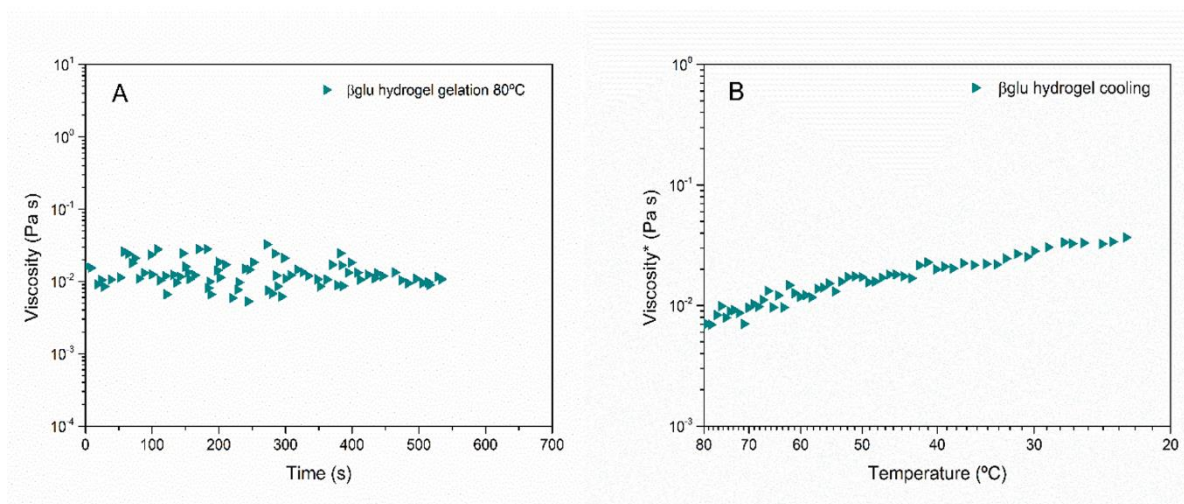 A
βglu hydrogel gelation 80ºC
Viscosity (Pa s)
10¹
10⁰
10⁻¹
10⁻²
10⁻³
10⁻⁴
0 100 200 300 400 500 600 700
Time (s)
B
βglu hydrogel cooling
Viscosity* (Pa s)
10⁰
10⁻¹
10⁻²
10⁻³
80 70 60 50 40 30 20
Temperature (ºC)